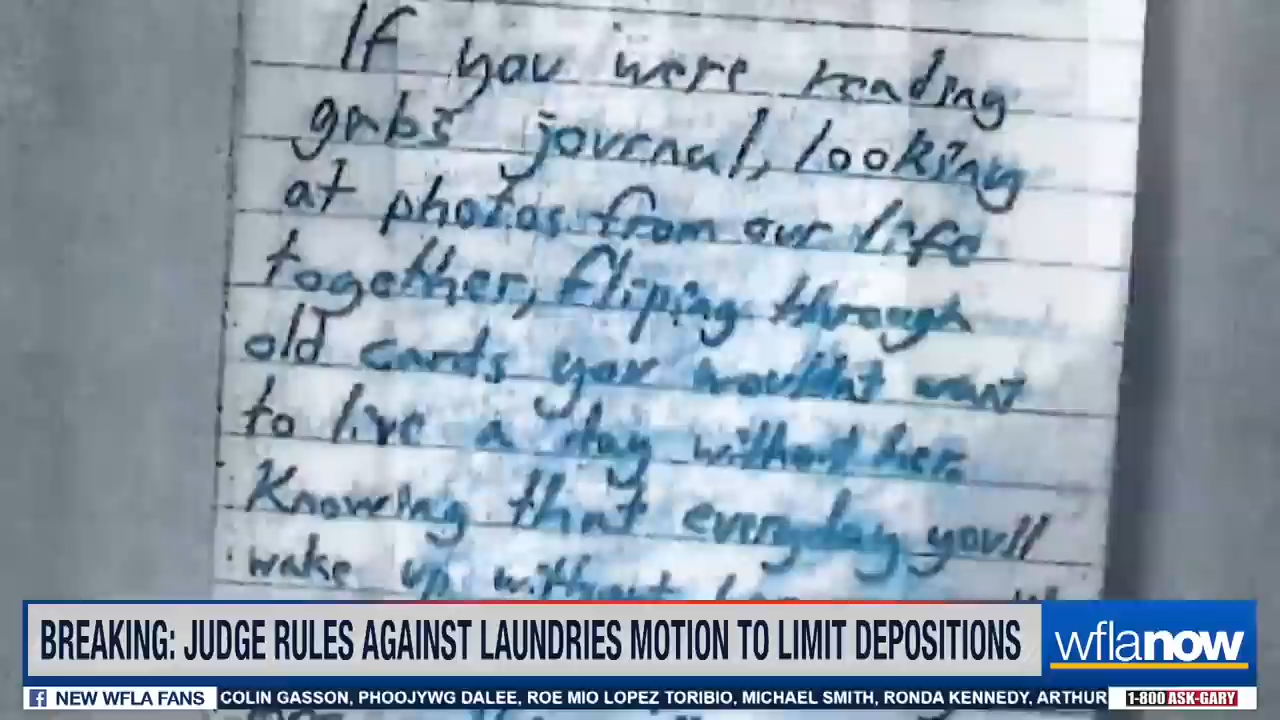 If you were reading
gabs journal, looking
at photos from our life
together, fliping through
old cards you wouldnt want
to live a day without her.
Knowing that everyday you'll
wake up without
BREAKING: JUDGE RULES AGAINST LAUNDRIES MOTION TO LIMIT DEPOSITIONS
wflanow
NEW WFLA FANS COLIN GASSON, PHOOJYWG DALEE, ROE MIO LOPEZ TORIBIO, MICHAEL SMITH, RONDA KENNEDY, ARTHUR
1-800 ASK-GARY